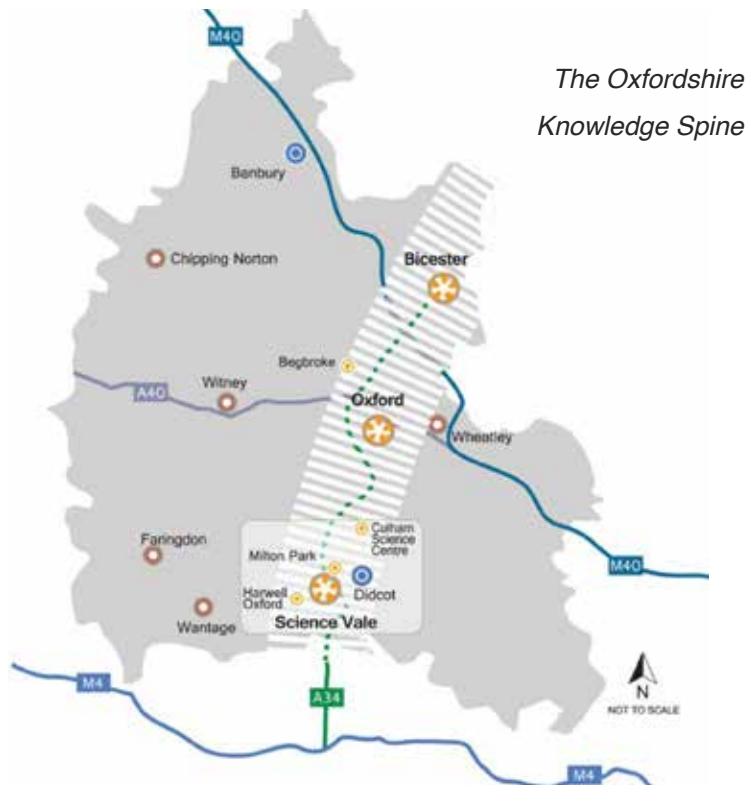 M40
The Oxfordshire
Knowledge Spine
Banbury
Chipping Norton
Bicester
Begbroke
Witney
A40
Oxford
Wheatley
Culham
Science
Centre
Faringdon
Milton Park
M40
Harwell
Oxford
Didcot
Wantage
Science Vale
M4
A34
N
NOT TO SCALE
M4